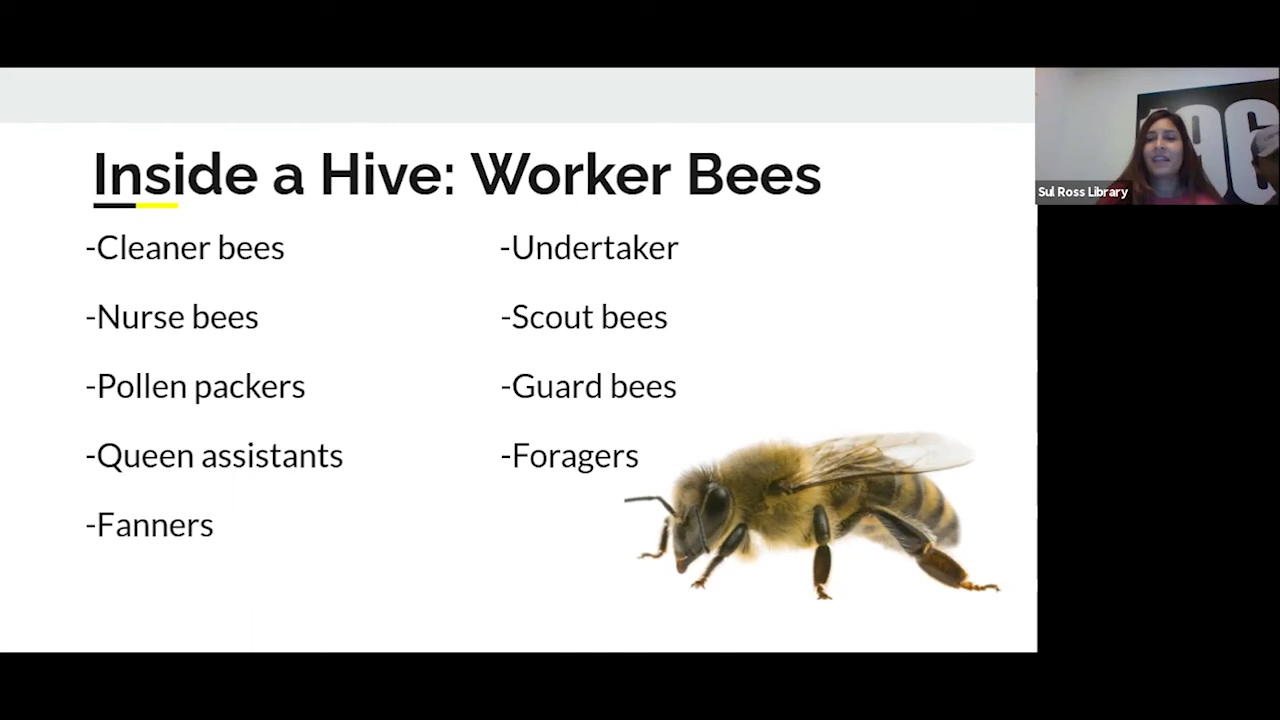 Inside a Hive: Worker Bees
-Cleaner bees
-Nurse bees
-Pollen packers
-Queen assistants
-Fanners
-Undertaker
-Scout bees
-Guard bees
-Foragers
Sul Ross Library